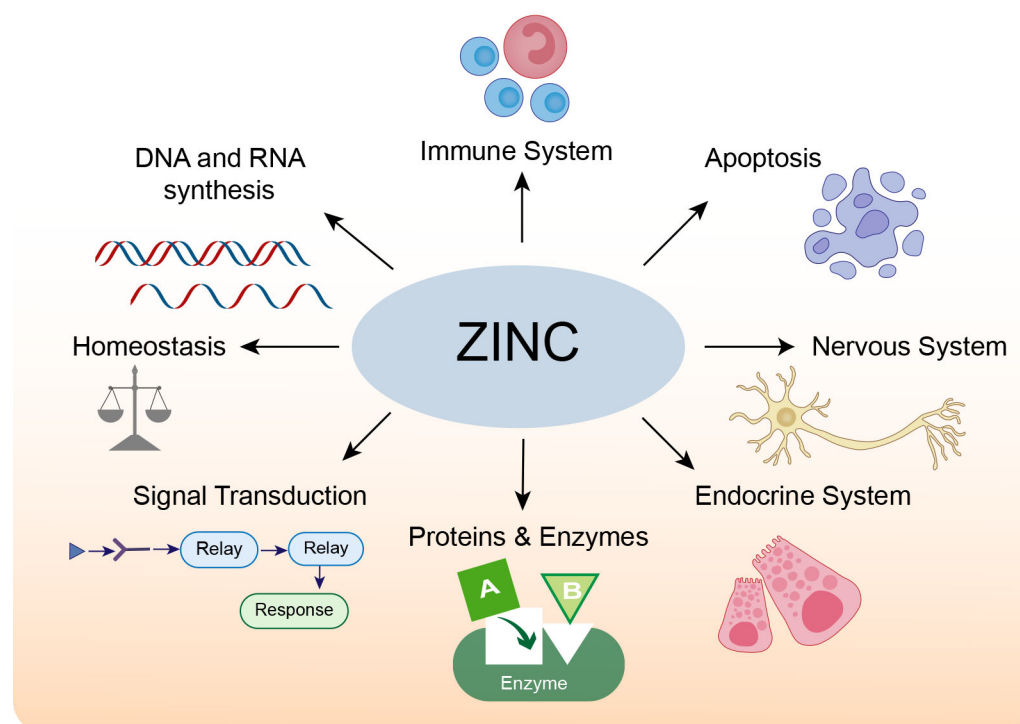 Immune System
DNA and RNA
synthesis
Apoptosis
ZINC
Homeostasis
Nervous System
Signal Transduction
Endocrine System
Proteins & Enzymes
Relay
Relay
Response
A
B
Enzyme